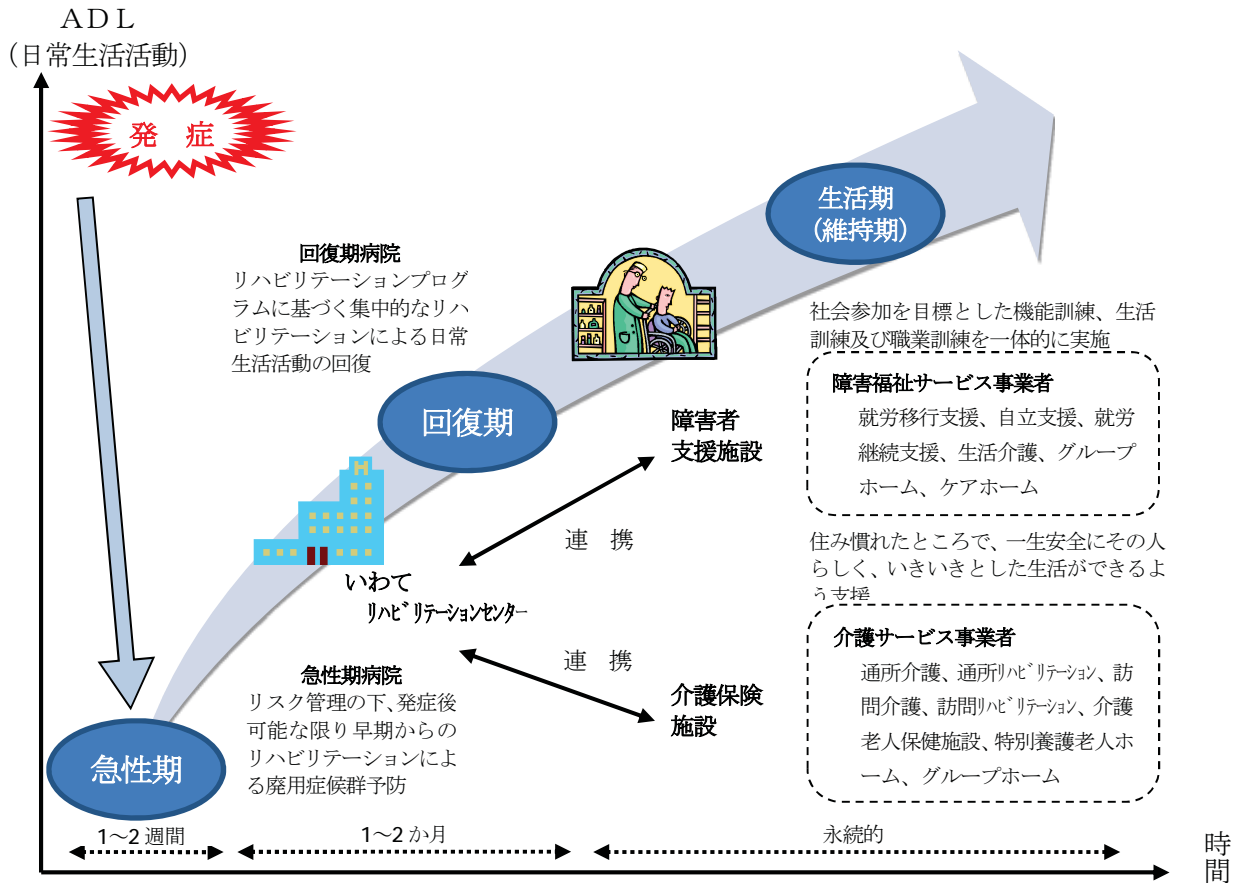 ＡＤＬ
（日常生活活動）
発　症
生活期
（維持期）
回復期病院
リハビリテーションプログ
ラムに基づく集中的なリハ
ビリテーションによる日常
生活活動の回復
社会参加を目標とした機能訓練、生活
訓練及び職業訓練を一体的に実施
障害福祉サービス事業者
就労移行支援、自立支援、就労
継続支援、生活介護、グループ
ホーム、ケアホーム
回復期
障害者
支援施設
H
連　携
いわて
ﾘﾊﾋﾞﾘﾃｰｼｮﾝｾﾝﾀｰ
住み慣れたところで、一生安全にその人
らしく、いきいきとした生活ができるよ
う支援
連　携
介護保険
施設
介護サービス事業者
通所介護、通所ﾘﾊﾋﾞﾘﾃｰｼｮﾝ、訪
問介護、訪問ﾘﾊﾋﾞﾘﾃｰｼｮﾝ、介護
老人保健施設、特別養護老人ホ
ーム、グループホーム
急性期病院
リスク管理の下、発症後
可能な限り早期からの
リハビリテーションによ
る廃用症候群予防
急性期
1～2 週間
1～2 か月
永続的
時
間